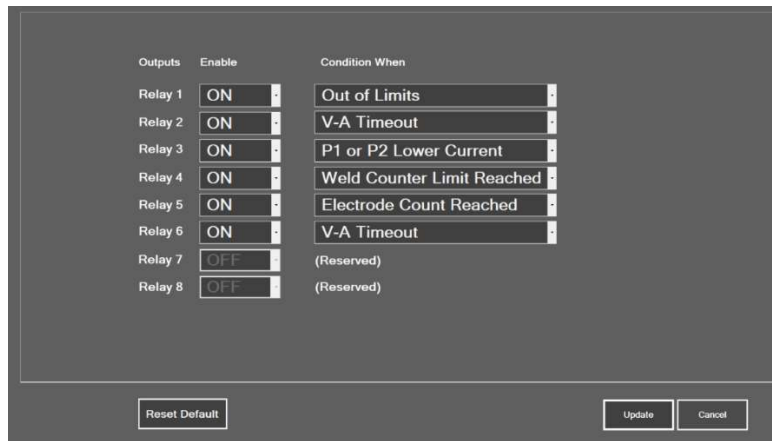 Outputs Enable Condition When
Relay 1 ON Out of Limits
Relay 2 ON V-A Timeout
Relay 3 ON P1 or P2 Lower Current
Relay 4 ON Weld Counter Limit Reached
Relay 5 ON Electrode Count Reached
Relay 6 ON V-A Timeout
Relay 7 OFF (Reserved)
Relay 8 OFF (Reserved)
Reset Default Update Cancel